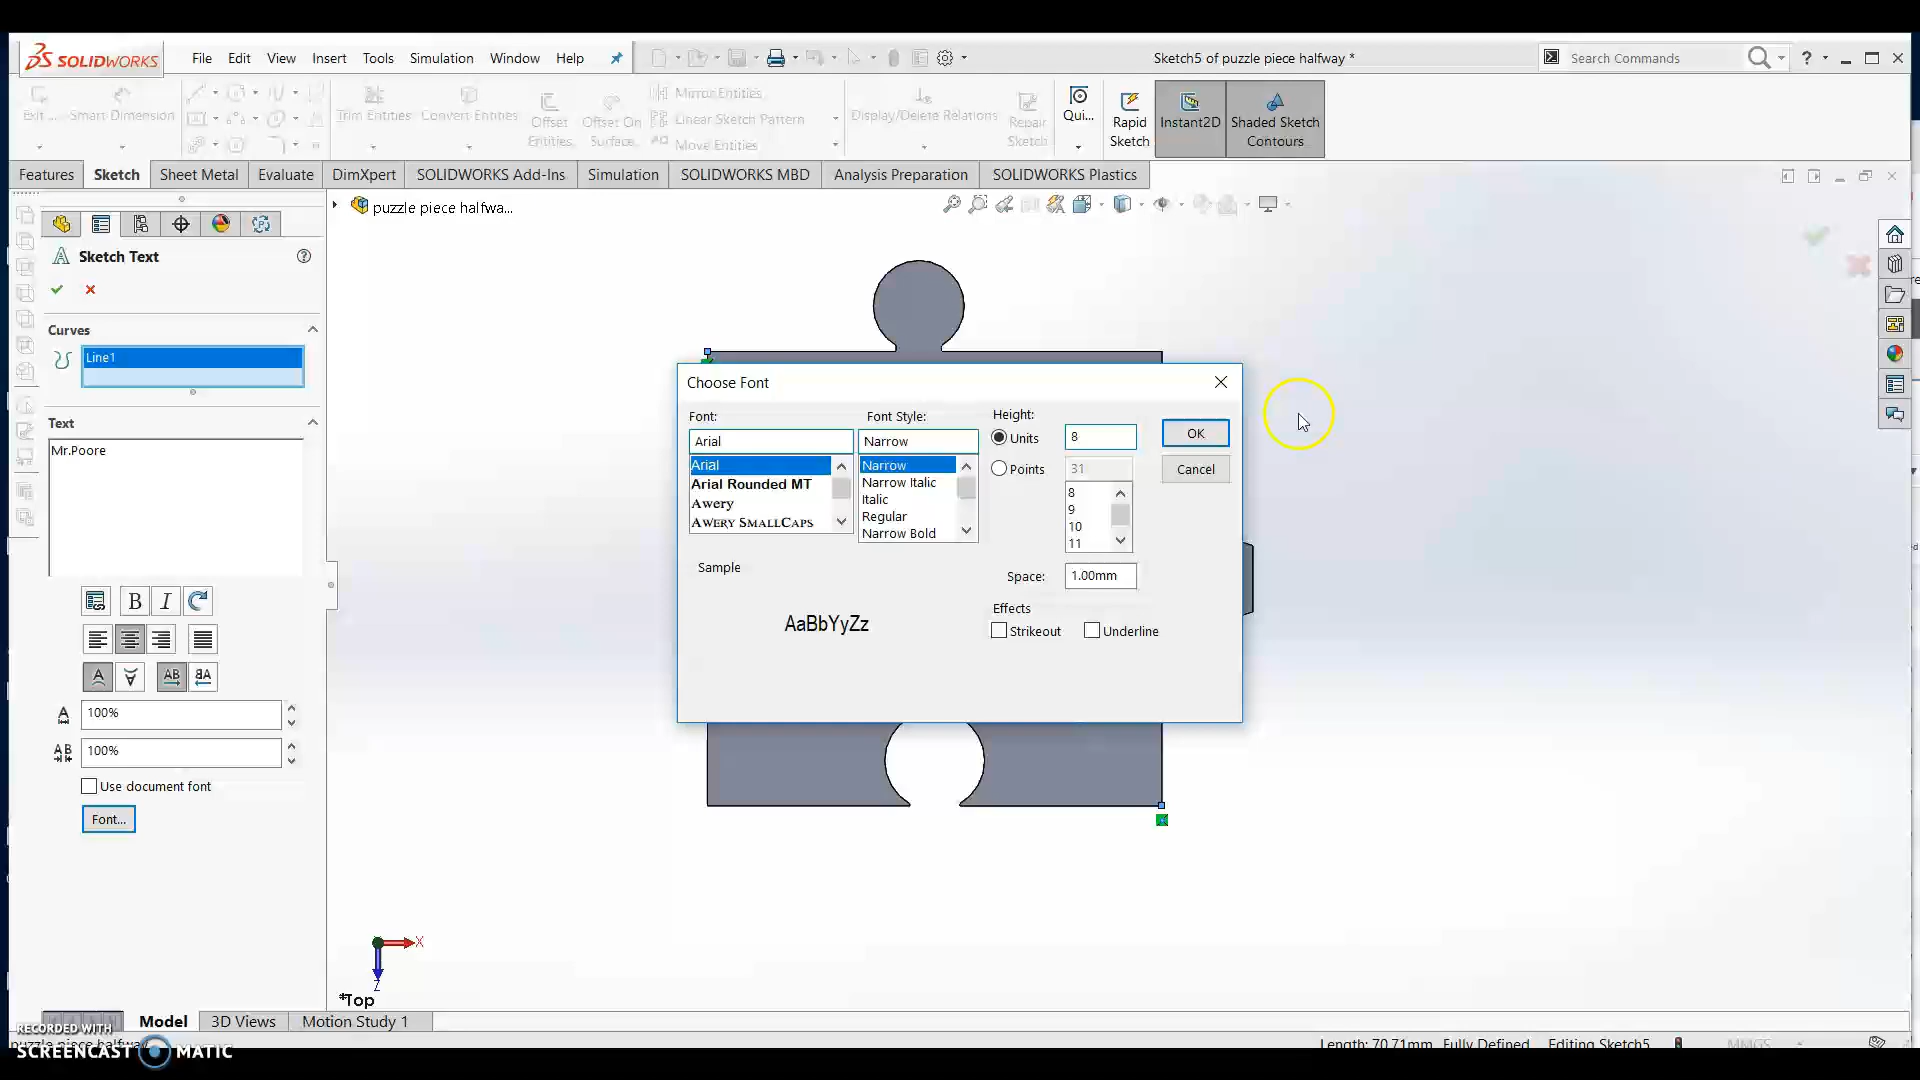 SOLIDWORKS File Edit View Insert Tools Simulation Window Help Sketch5 of puzzle piece halfway * Search Commands ?
Exit ... Smart Dimension Trim Entities Convert Entities Offset Entities Offset On Surface Mirror Entities Linear Sketch Pattern Move Entities Display/Delete Relations Repair Sketch Qui... Rapid Sketch Instant2D Shaded Sketch Contours
Features Sketch Sheet Metal Evaluate DimXpert SOLIDWORKS Add-Ins Simulation SOLIDWORKS MBD Analysis Preparation SOLIDWORKS Plastics
puzzle piece halfwa...
Sketch Text
Curves
Line1
Text
Mr.Poore
B I
A A AB BA
A 100%
AB 100%
Use document font
Font...
Choose Font
Font: Font Style: Height:
Arial Narrow Units 8 OK
Arial
Arial Rounded MT
Awery
Awery SmallCaps
Narrow
Narrow Italic
Italic
Regular
Narrow Bold
Points 31 Cancel
8
9
10
11
Sample
AaBbYyZz
Space: 1.00mm
Effects
Strikeout Underline
X
Z
*Top
Model 3D Views Motion Study 1
puzzle piece halfway
Length: 70.71mm Fully Defined Editing Sketch5 MMGS
RECORDED WITH
SCREENCAST MATIC